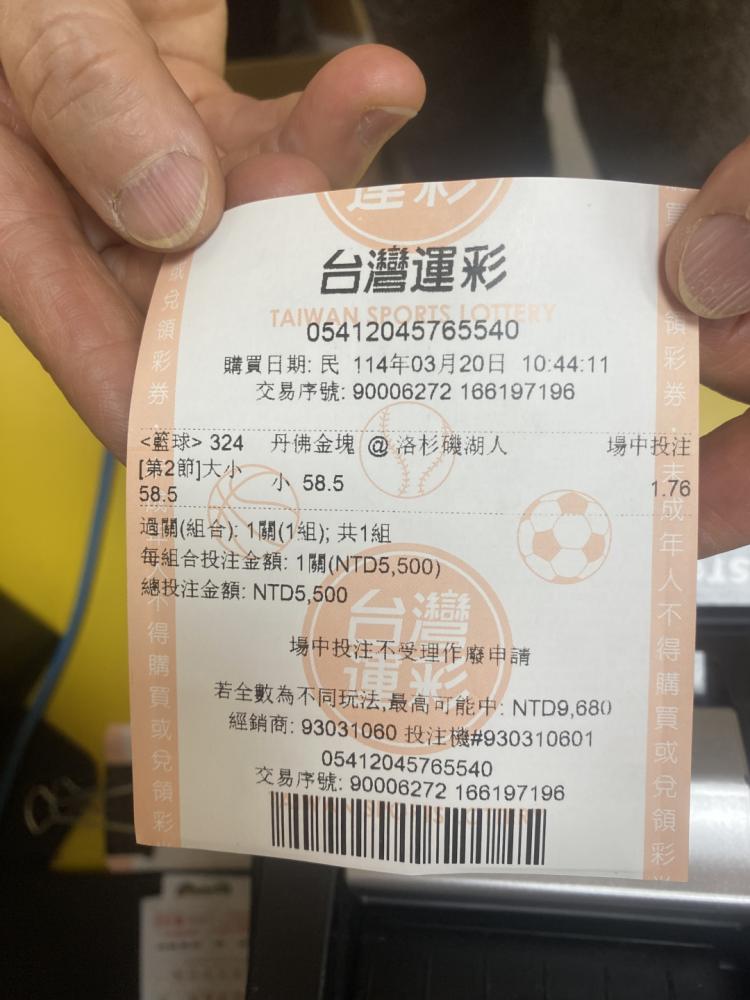 運彩
台灣運彩
TAIWAN SPORTS LOTTERY
05412045765540
購買日期: 民 114年03月20日 10:44:11
交易序號: 90006272 166197196
<籃球> 324 丹佛金塊 @ 洛杉磯湖人 場中投注
[第2節]大小 小 58.5 1.76
58.5
過關(組合): 1關(1組); 共1組
每組合投注金額: 1關(NTD5,500)
總投注金額: NTD5,500
台灣
運彩
場中投注不受理作廢申請
若全數為不同玩法,最高可能中: NTD9,680
經銷商: 93031060 投注機#930310601
05412045765540
交易序號: 90006272 166197196
或兌領彩券
不得購買或兌領彩
領彩券·未成年人不得購買或兌領彩